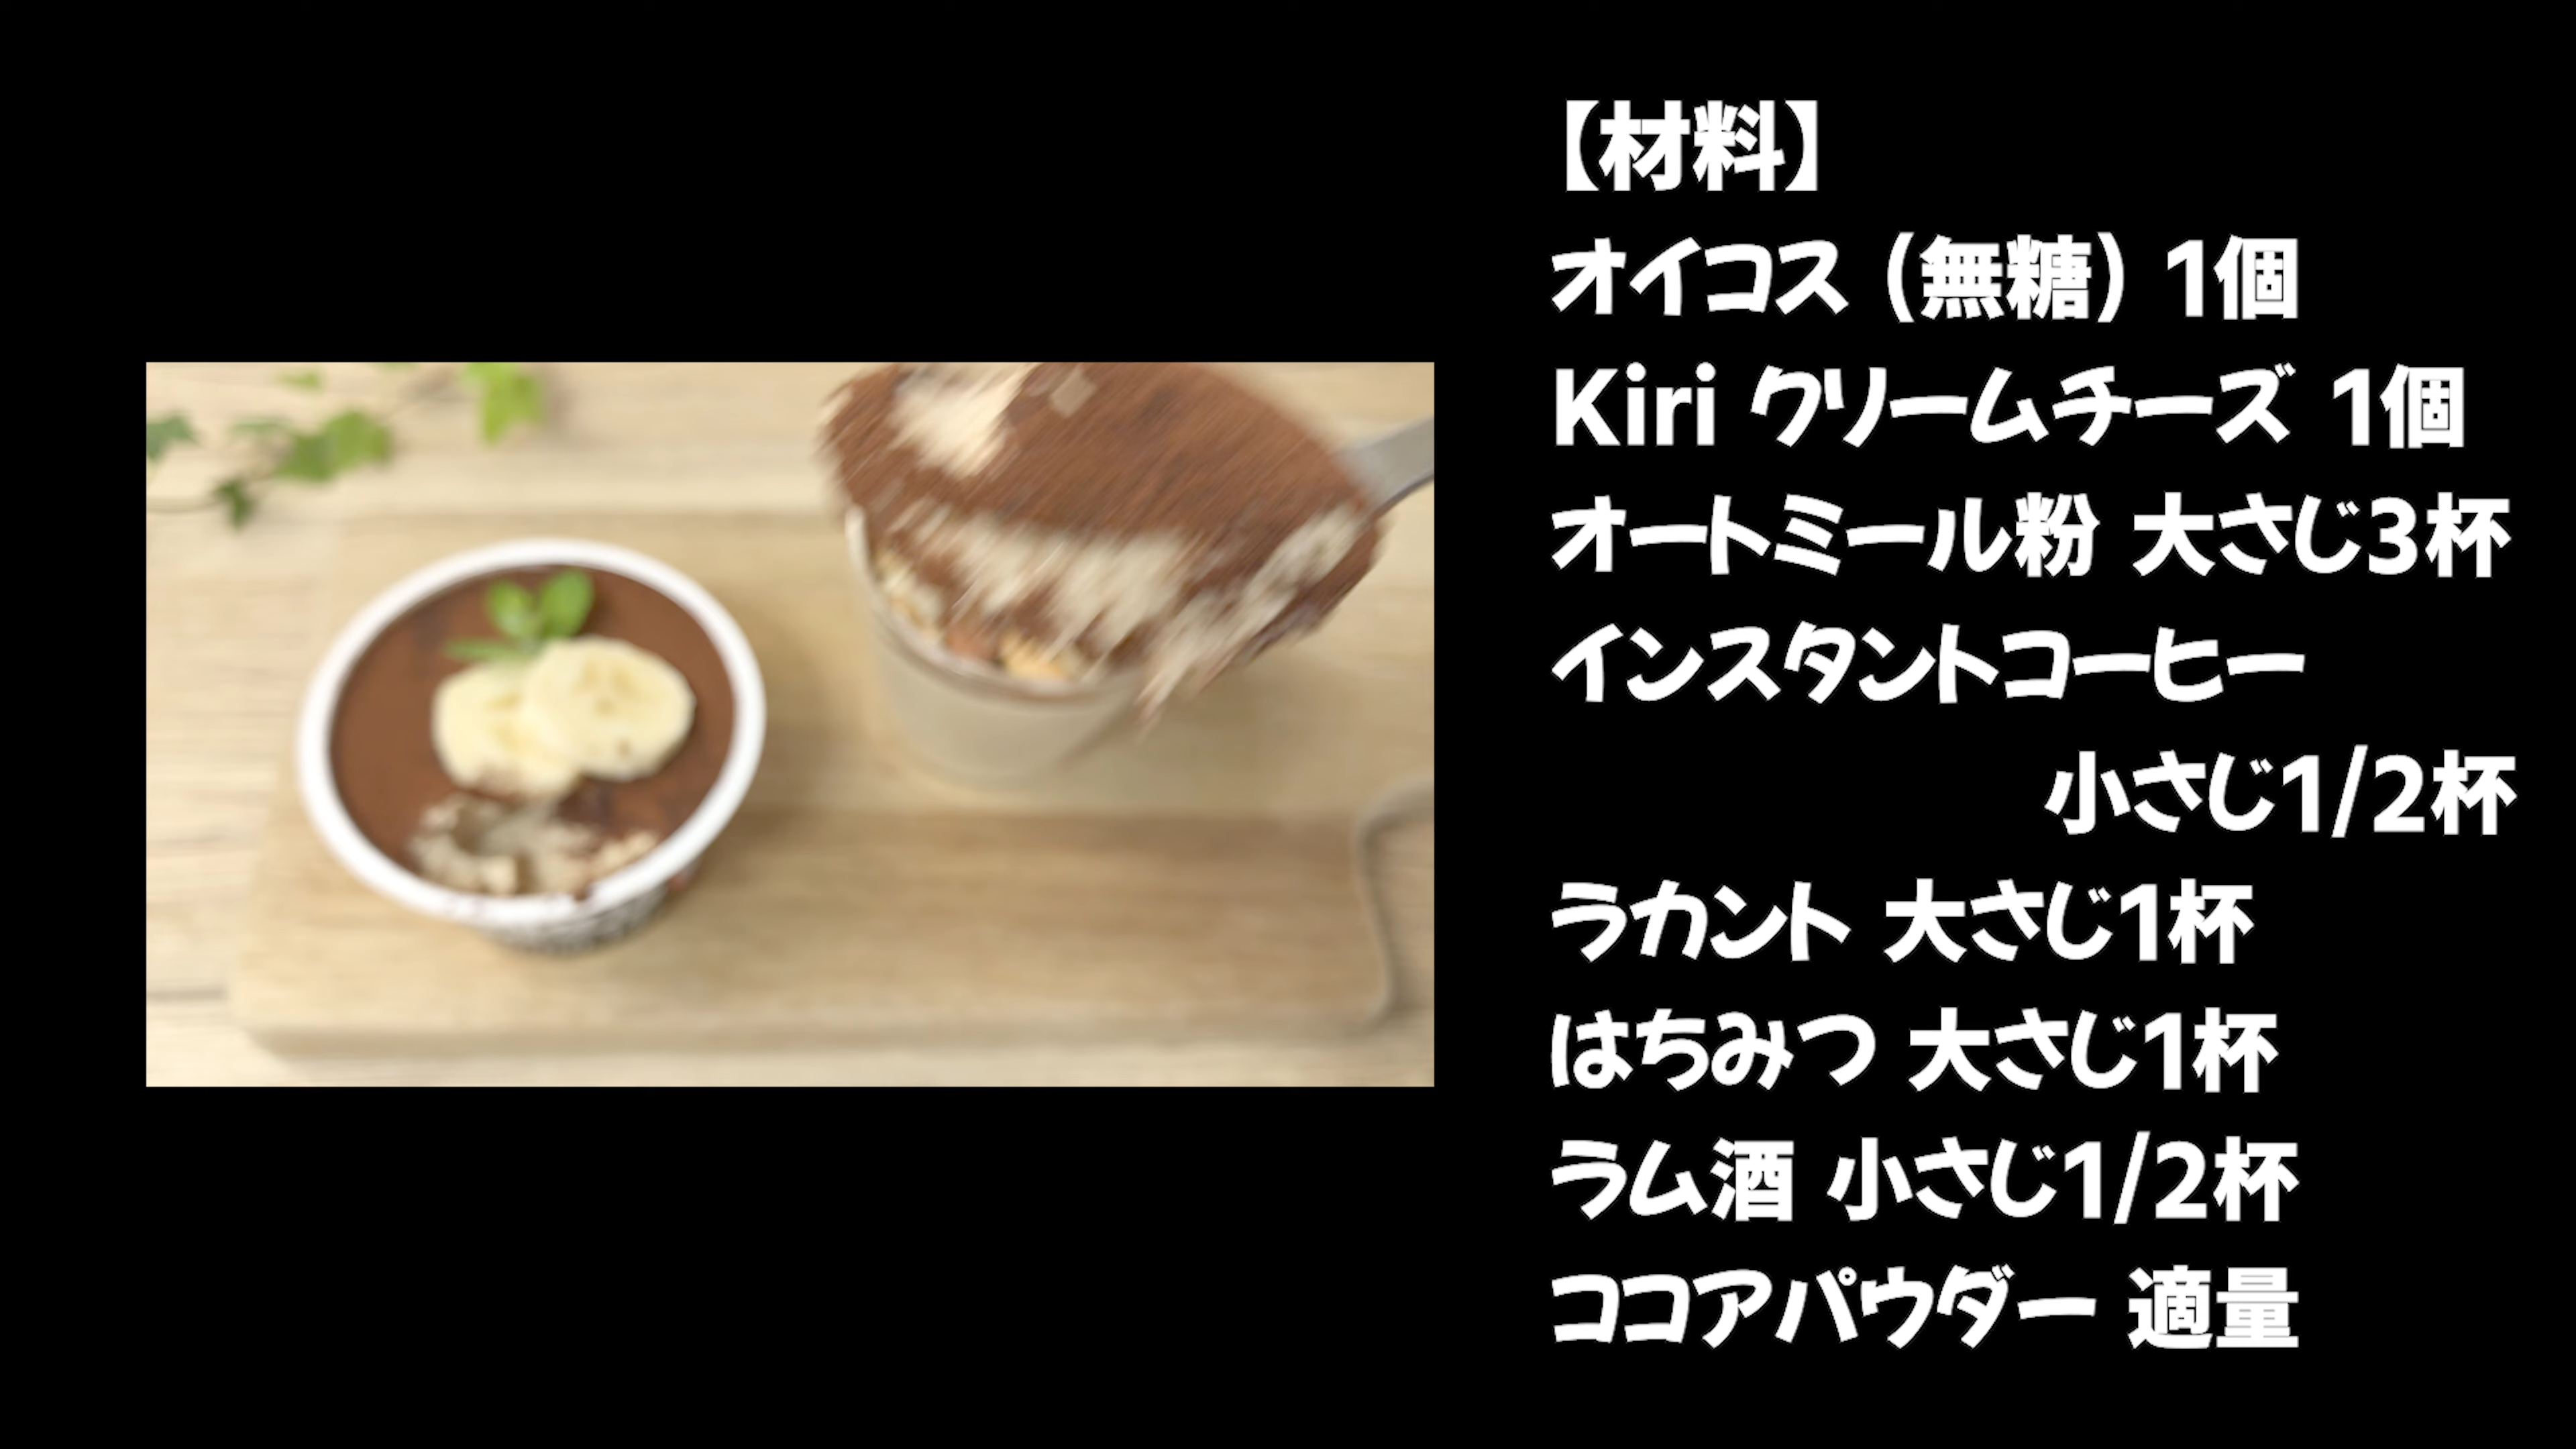 【材料】
オイコス（無糖）1個
Kiri クリームチーズ 1個
オートミール粉 大さじ3杯
インスタントコーヒー
小さじ1/2杯
ラカント 大さじ1杯
はちみつ 大さじ1杯
ラム酒 小さじ1/2杯
ココアパウダー 適量